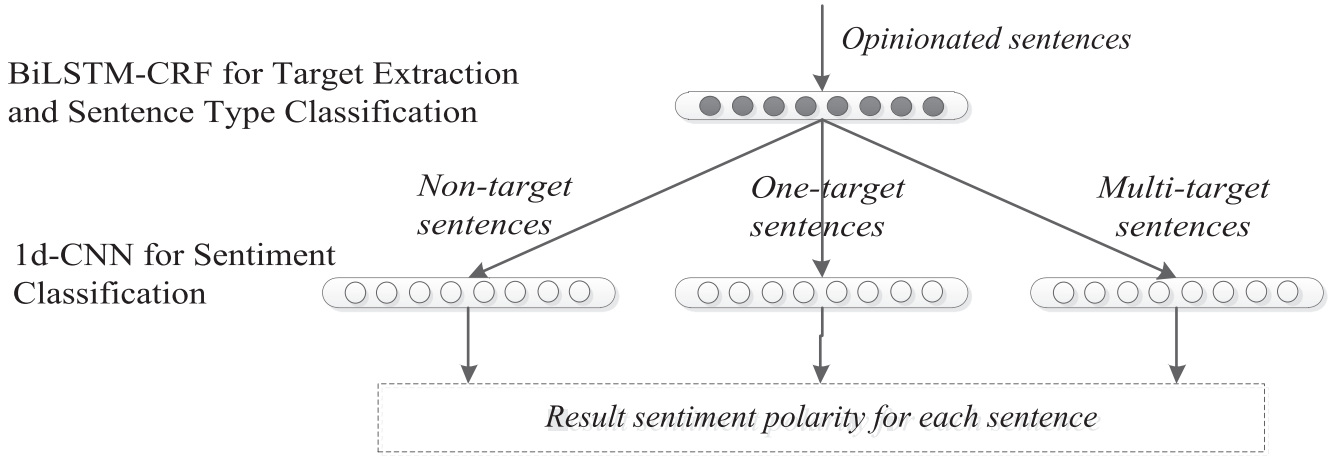 Opinionated sentences
BiLSTM-CRF for Target Extraction
and Sentence Type Classification
Non-target
sentences
One-target
sentences
Multi-target
sentences
1d-CNN for Sentiment
Classification
Result sentiment polarity for each sentence